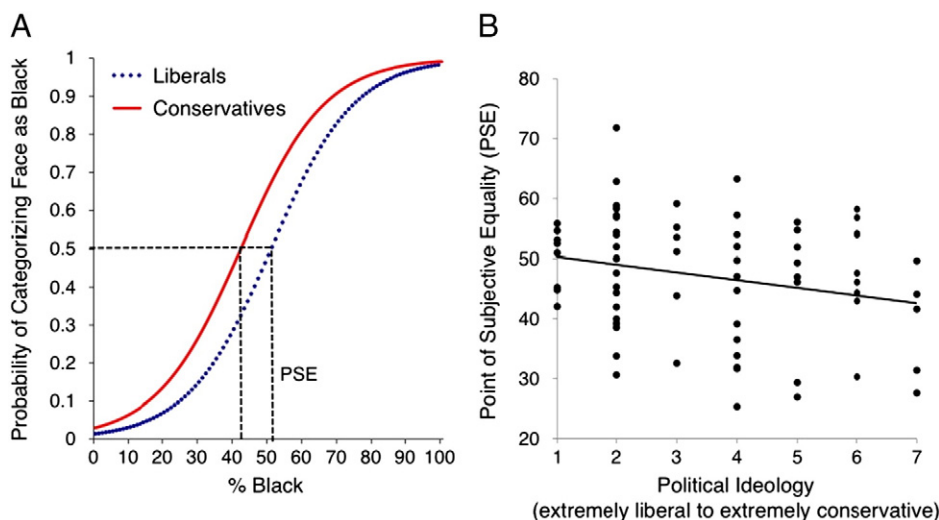 A
Probability of Categorizing Face as Black
1
0.9
0.8
0.7
0.6
0.5
0.4
0.3
0.2
0.1
0
Liberals
Conservatives
PSE
0 10 20 30 40 50 60 70 80 90 100
% Black
B
Point of Subjective Equality (PSE)
80
70
60
50
40
30
20
1 2 3 4 5 6 7
Political Ideology
(extremely liberal to extremely conservative)